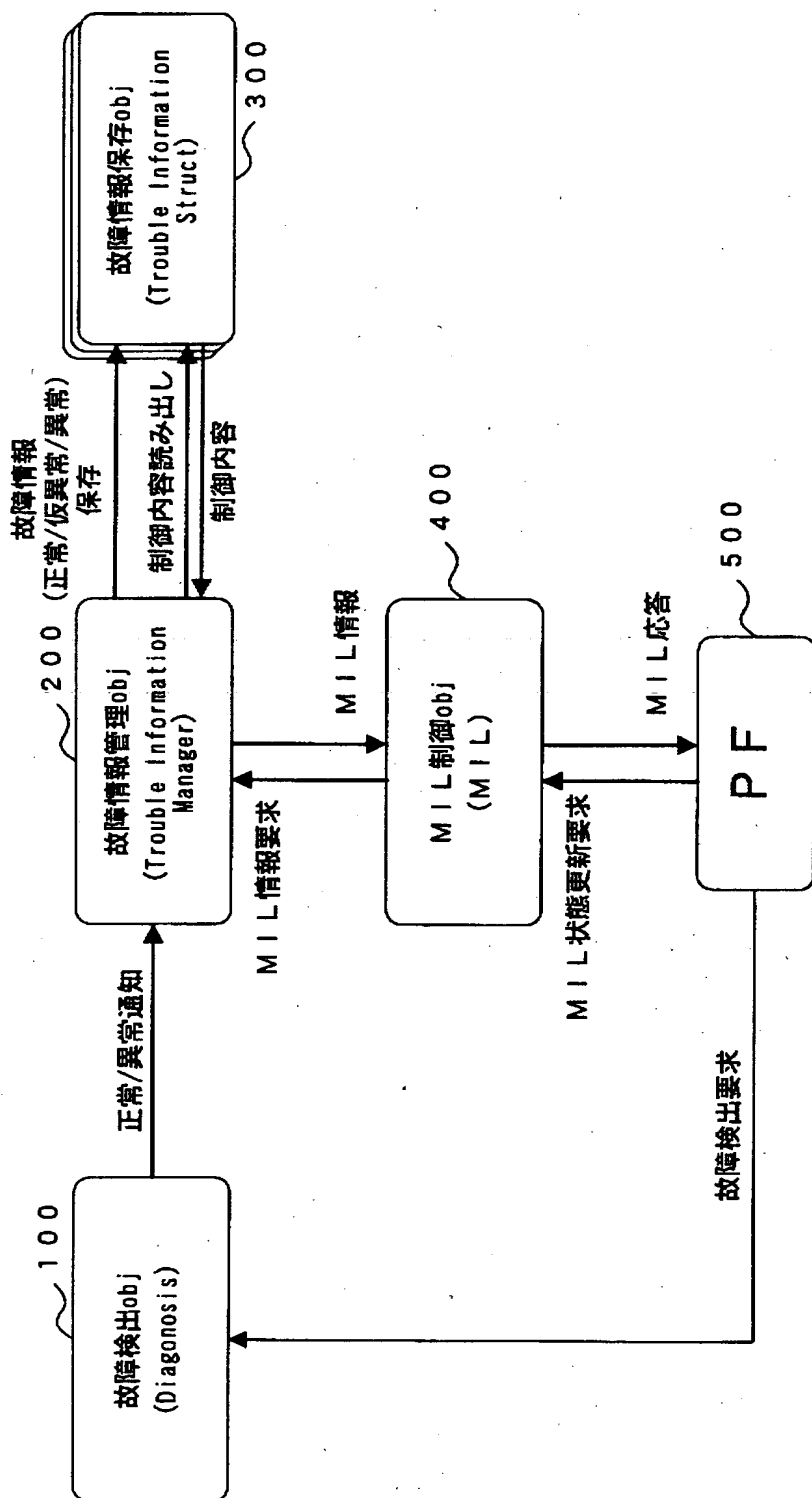 100
故障検出obj
(Diagonosis)
正常/異常通知
200
故障情報管理obj
(Trouble Information
Manager)
故障情報
(正常/仮異常/異常)
保存
制御内容読み出し
制御内容
故障情報保存obj
(Trouble Information
Struct)
300
MIL情報要求
MIL情報
400
MIL制御obj
(MIL)
MIL状態更新要求
MIL応答
500
PF
故障検出要求